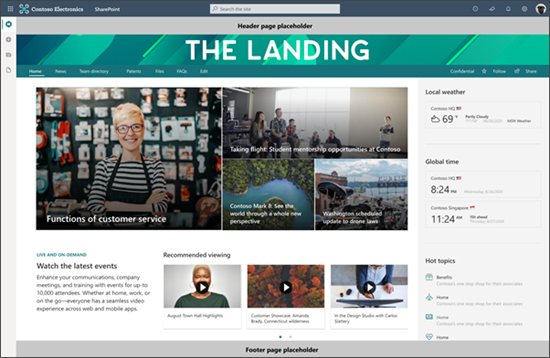 Contoso Electronics
SharePoint
Search the site
Header page placeholder
THE LANDING
Home
News
Team directory
Patents
Files
FAQs
Edit
Confidential
Follow
Share
Functions of customer service
Taking flight: Student mentorship opportunities at Contoso
Contoso Mark 8: See the
world through a whole new
perspective
Washington scheduled
update to drone laws
Local weather
Contoso HQ
69 °F
Partly Cloudy
MSN Weather
Global time
Contoso HQ
8:24 PM
Contoso Singapore
11:24 AM
15h ahead
Hot topics
Benefits
Contoso's one stop shop for their associates
Home
Contoso's one stop shop for their associates
Home
Contoso's one stop shop for their associates
Home
LIVE AND ON DEMAND
Watch the latest events
Enhance your communications, company
meetings, and training with events for up-to
10,000 attendees. Whether at home, work, or
on the go—everyone has a seamless video
experience across web and mobile apps.
Recommended viewing
August Town Hall Highlights
Customer Showcase: Amanda
Brady, Connecticut wilderness
In the Design Studio with Carlos
Slattery
Footer page placeholder